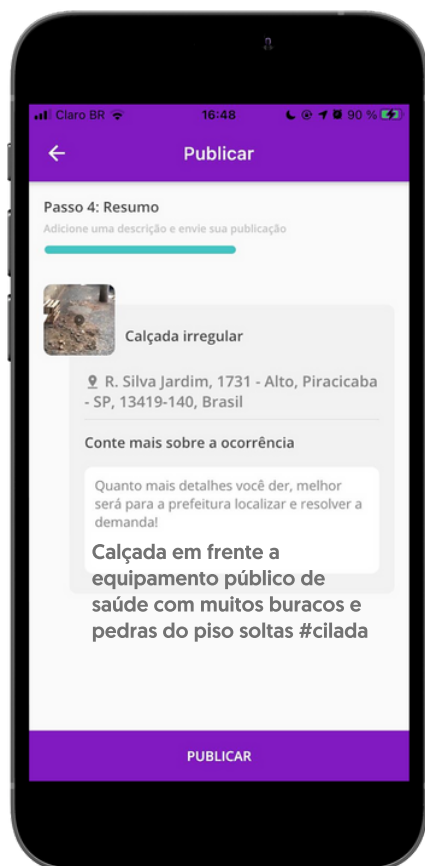 Claro BR 16:48 90 %
Publicar
Passo 4: Resumo
Adicione uma descrição e envie sua publicação
Calçada irregular
R. Silva Jardim, 1731 - Alto, Piracicaba
- SP, 13419-140, Brasil
Conte mais sobre a ocorrência
Quanto mais detalhes você der, melhor
será para a prefeitura localizar e resolver a
demanda!
Calçada em frente a
equipamento público de
saúde com muitos buracos e
pedras do piso soltas #cilada
PUBLICAR